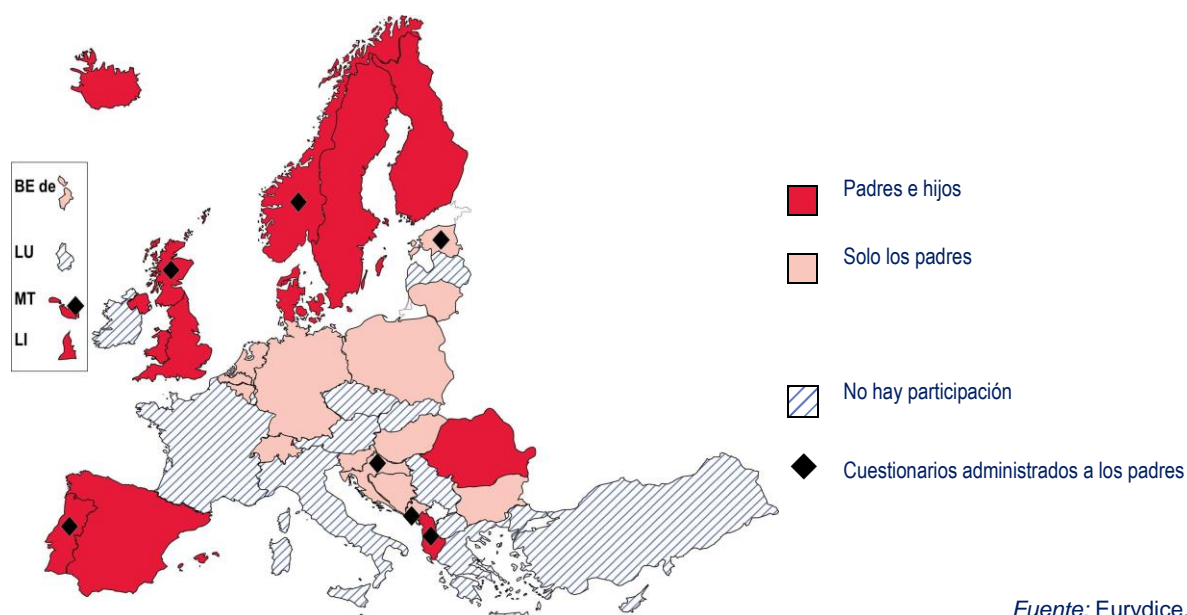 BE de
LU
MT
LI
Padres e hijos
Solo los padres
No hay participación
Cuestionarios administrados a los padres
Fuente: Eurydice.